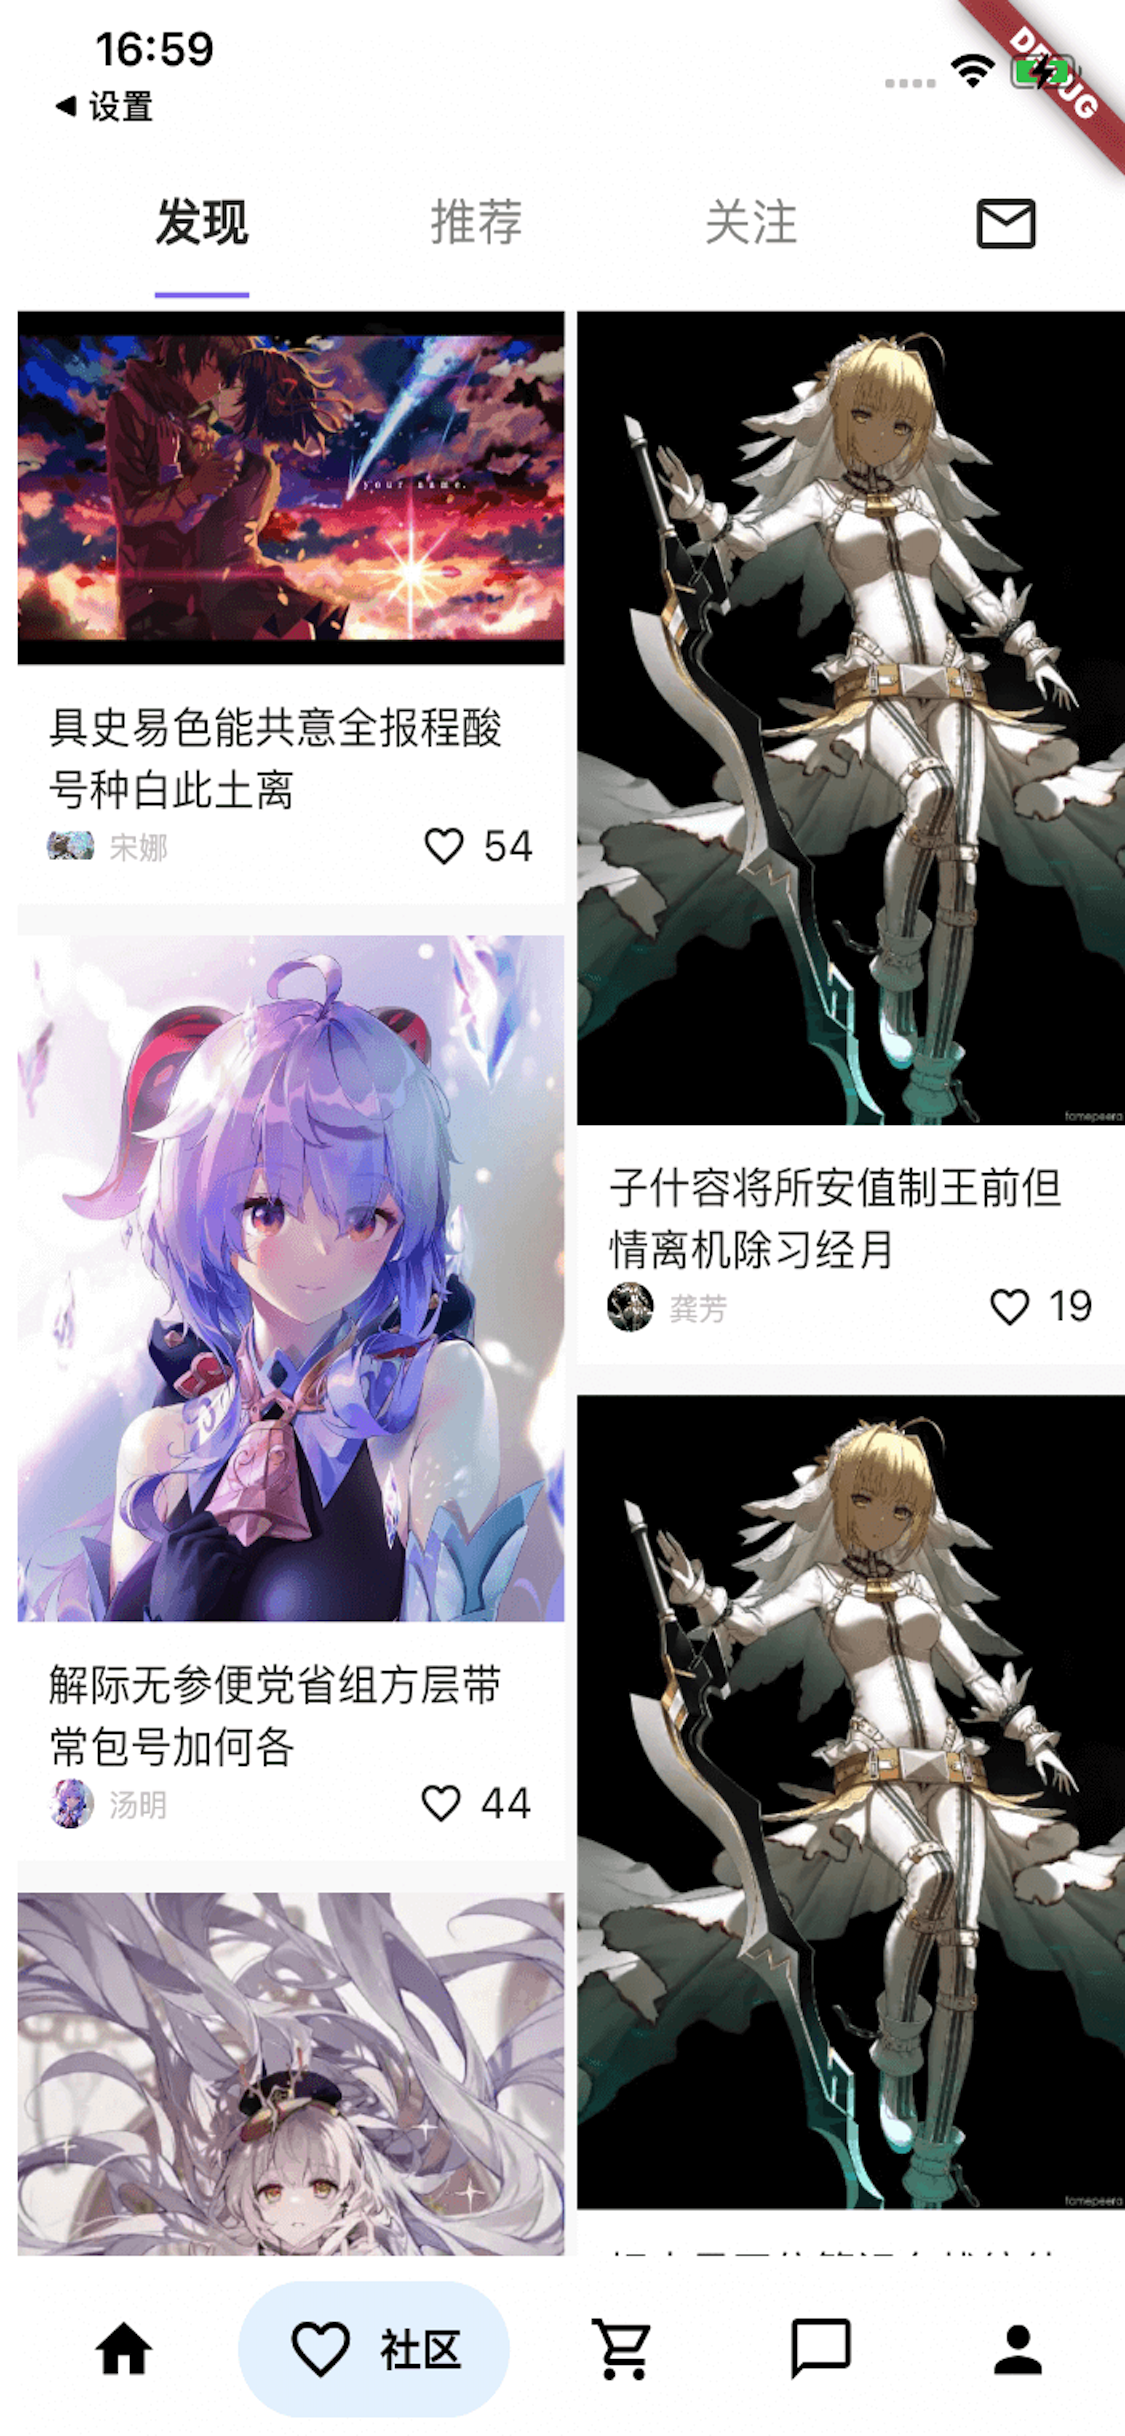 16:59
设置
DEBUG
发现
推荐
关注
your name.
具史易色能共意全报程酸
号种白此土离
宋娜
54
子什容将所安值制王前但
情离机除习经月
龚芳
19
解际无参便党省组方层带
常包号加何各
汤明
44
社区